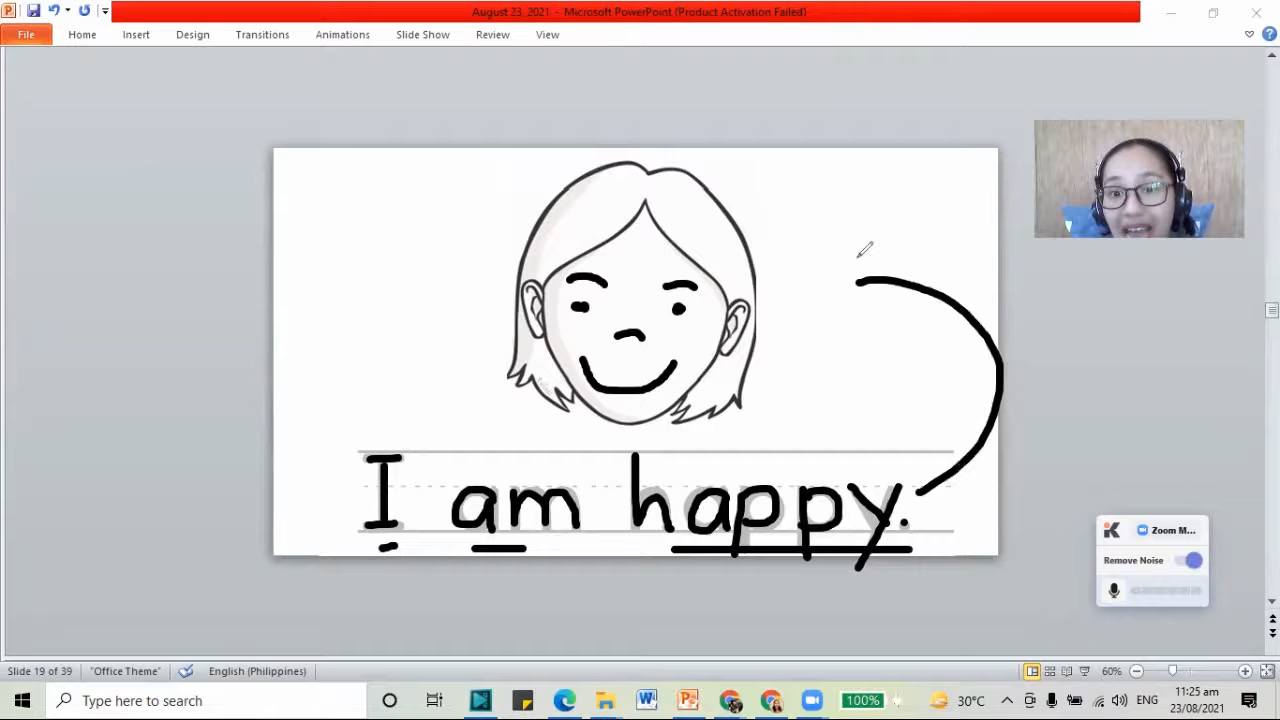 August 23, 2021 - Microsoft PowerPoint (Product Activation Failed)
File Home Insert Design Transitions Animations Slide Show Review View
I am happy.
Zoom M...
Remove Noise
Slide 19 of 39 "Office Theme" English (Philippines) 60%
Type here to search 100% 30°C ENG 11:25 am
23/08/2021